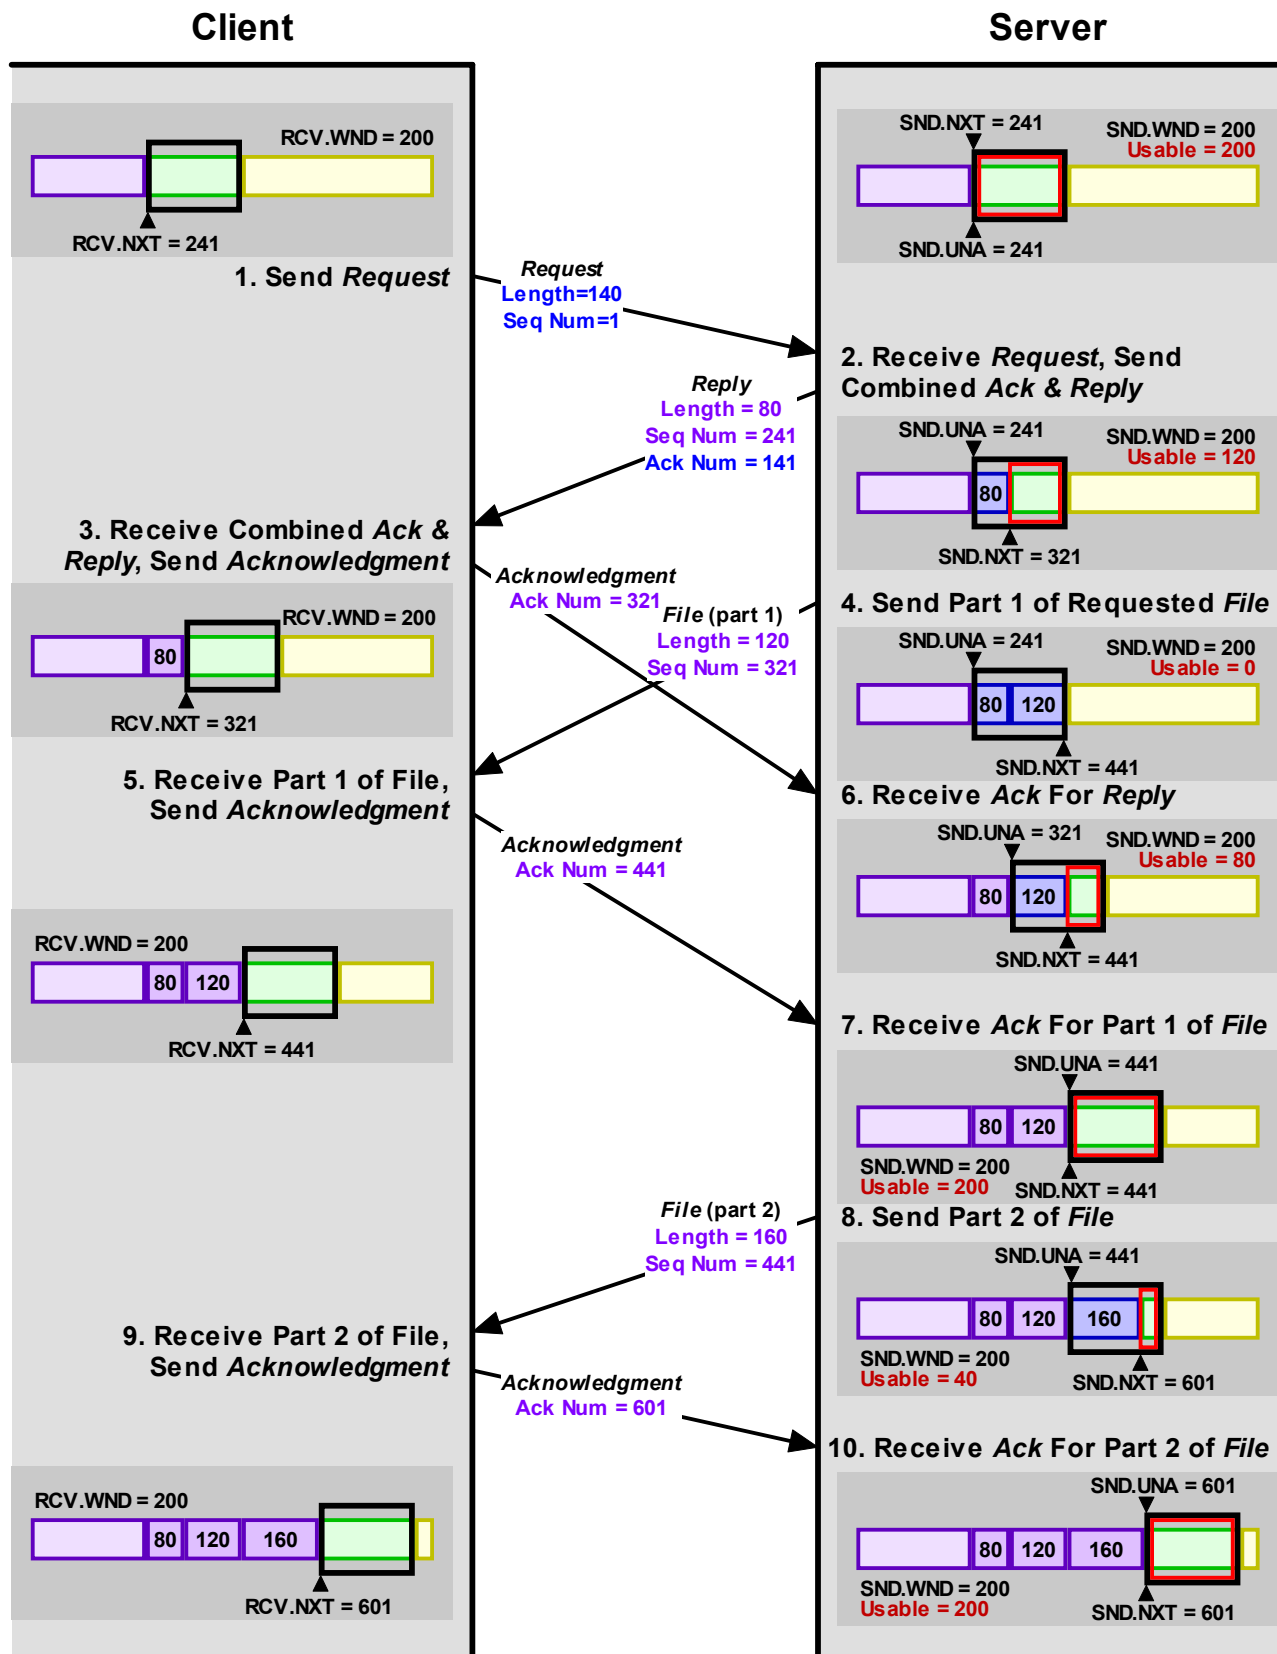 Client
Server
RCV.WND = 200
RCV.NXT = 241
SND.NXT = 241
SND.WND = 200
Usable = 200
SND.UNA = 241
1. Send Request
Request
Length=140
Seq Num=1
2. Receive Request, Send
Combined Ack & Reply
Reply
Length = 80
Seq Num = 241
Ack Num = 141
SND.UNA = 241
SND.WND = 200
Usable = 120
80
SND.NXT = 321
3. Receive Combined Ack &
Reply, Send Acknowledgment
Acknowledgment
Ack Num = 321
RCV.WND = 200
80
RCV.NXT = 321
File (part 1)
Length = 120
Seq Num = 321
4. Send Part 1 of Requested File
SND.UNA = 241
SND.WND = 200
Usable = 0
80 120
SND.NXT = 441
5. Receive Part 1 of File,
Send Acknowledgment
Acknowledgment
Ack Num = 441
6. Receive Ack For Reply
SND.UNA = 321
SND.WND = 200
Usable = 80
80 120
SND.NXT = 441
RCV.WND = 200
80 120
RCV.NXT = 441
7. Receive Ack For Part 1 of File
SND.UNA = 441
80 120
SND.WND = 200
Usable = 200
SND.NXT = 441
File (part 2)
Length = 160
Seq Num = 441
8. Send Part 2 of File
SND.UNA = 441
80 120 160
SND.WND = 200
Usable = 40
SND.NXT = 601
9. Receive Part 2 of File,
Send Acknowledgment
Acknowledgment
Ack Num = 601
10. Receive Ack For Part 2 of File
RCV.WND = 200
80 120 160
RCV.NXT = 601
SND.UNA = 601
80 120 160
SND.WND = 200
Usable = 200
SND.NXT = 601